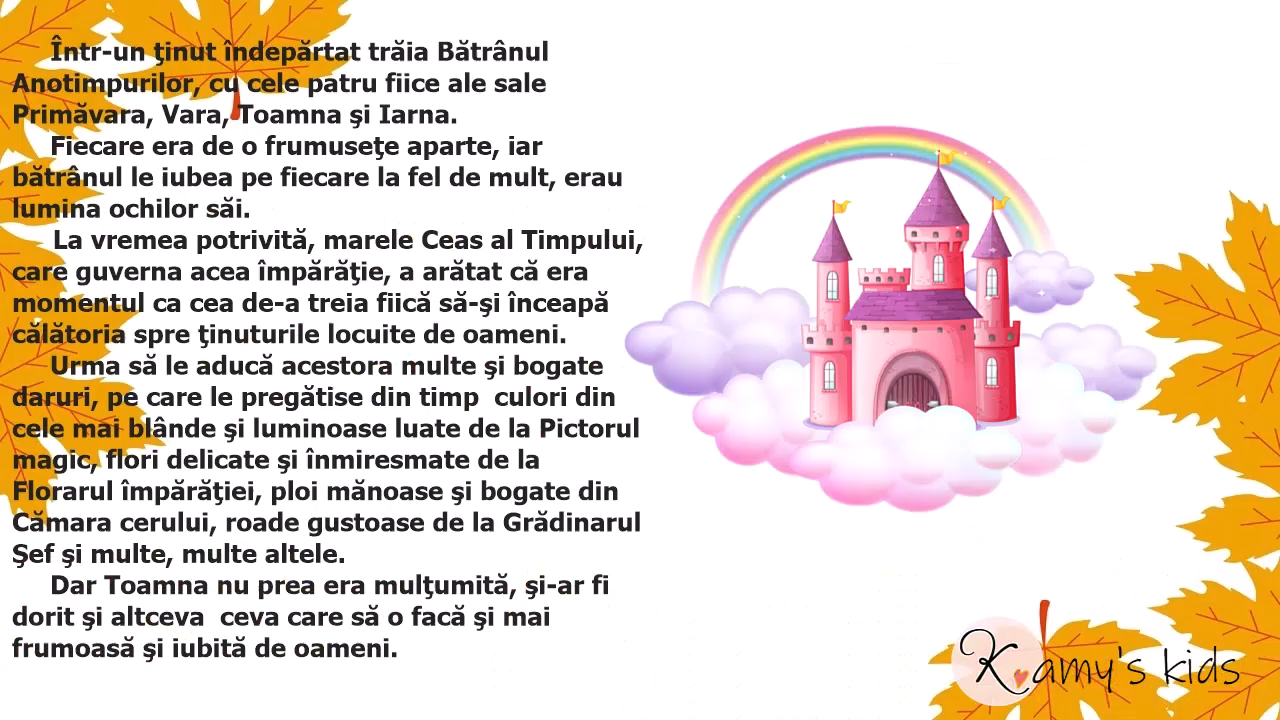 Într-un ţinut îndepărtat trăia Bătrânul
Anotimpurilor, cu cele patru fiice ale sale
Primăvara, Vara, Toamna şi Iarna.
Fiecare era de o frumuseţe aparte, iar
bătrânul le iubea pe fiecare la fel de mult, erau
lumina ochilor săi.
La vremea potrivită, marele Ceas al Timpului,
care guverna acea împărăţie, a arătat că era
momentul ca cea de-a treia fiică să-şi înceapă
călătoria spre ţinuturile locuite de oameni.
Urma să le aducă acestora multe şi bogate
daruri, pe care le pregătise din timp  culori din
cele mai blânde şi luminoase luate de la Pictorul
magic, flori delicate şi înmiresmate de la
Florarul împărăţiei, ploi mănoase şi bogate din
Cămara cerului, roade gustoase de la Grădinarul
Şef şi multe, multe altele.
Dar Toamna nu prea era mulţumită, şi-ar fi
dorit şi altceva  ceva care să o facă şi mai
frumoasă şi iubită de oameni.
Kamy's kids